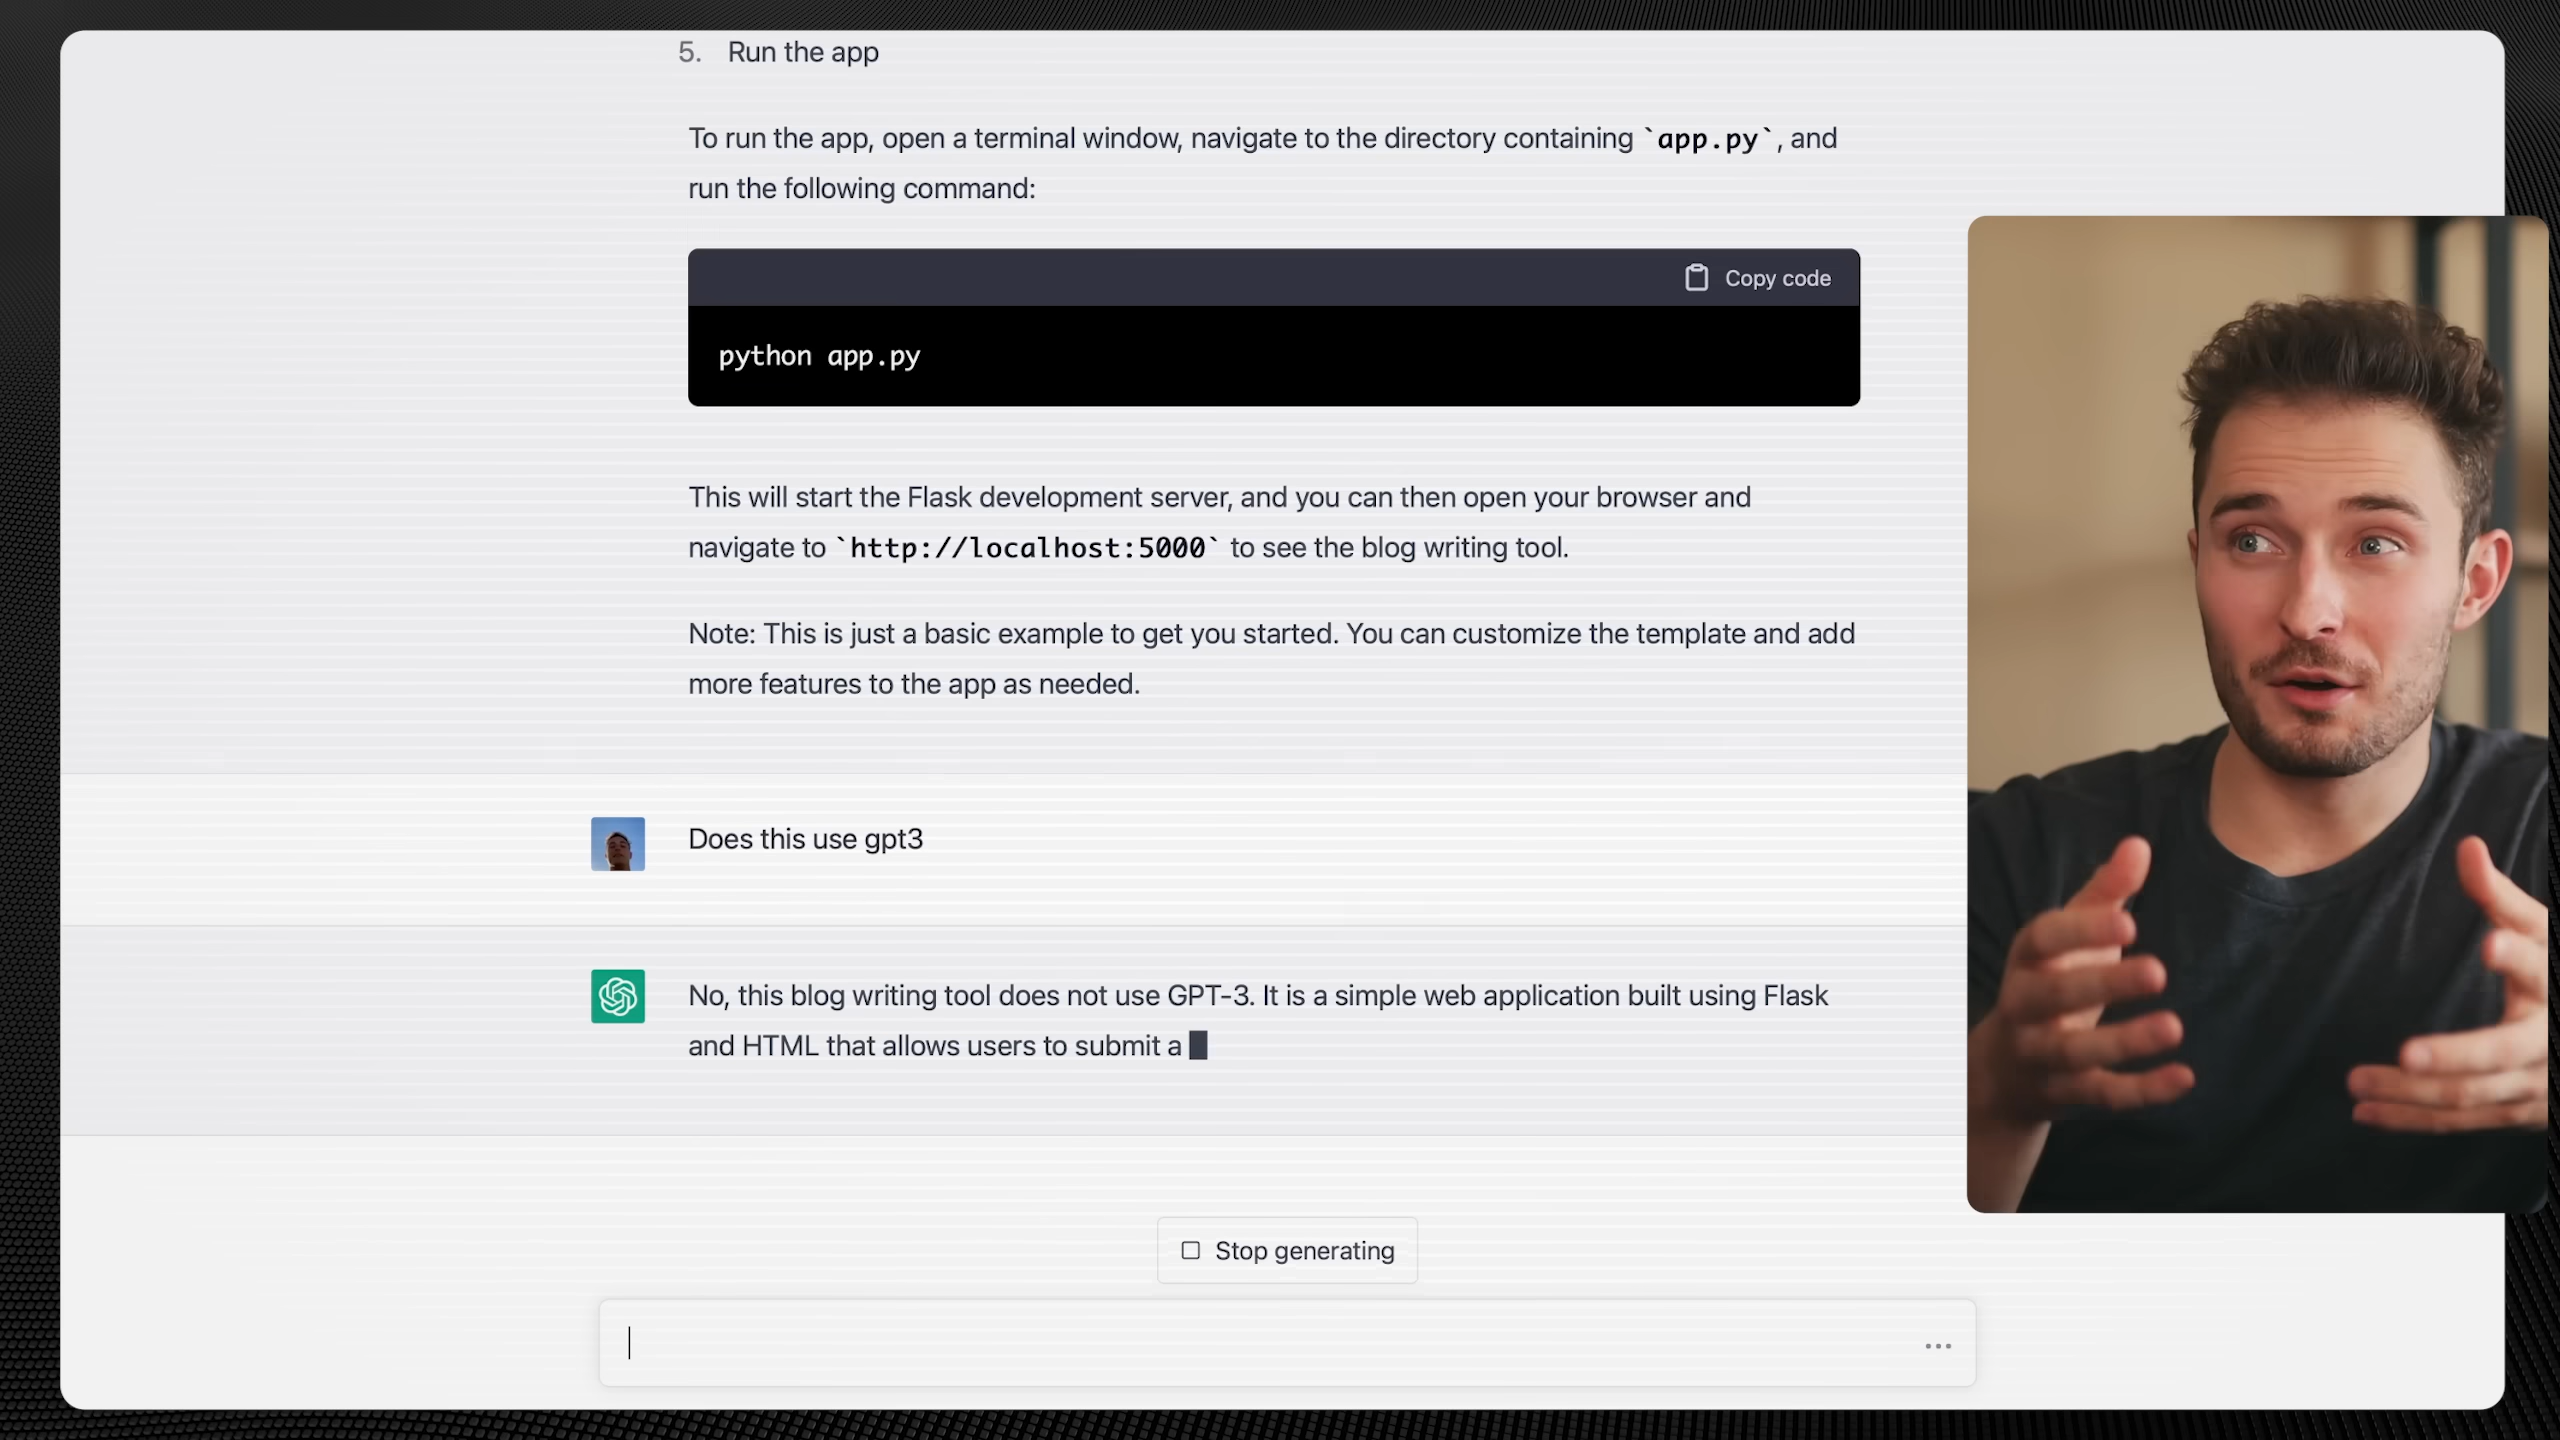 5. Run the app
To run the app, open a terminal window, navigate to the directory containing `app.py`, and
run the following command:
Copy code
python app.py
This will start the Flask development server, and you can then open your browser and
navigate to `http://localhost:5000` to see the blog writing tool.
Note: This is just a basic example to get you started. You can customize the template and add
more features to the app as needed.
Does this use gpt3
No, this blog writing tool does not use GPT-3. It is a simple web application built using Flask
and HTML that allows users to submit a
Stop generating